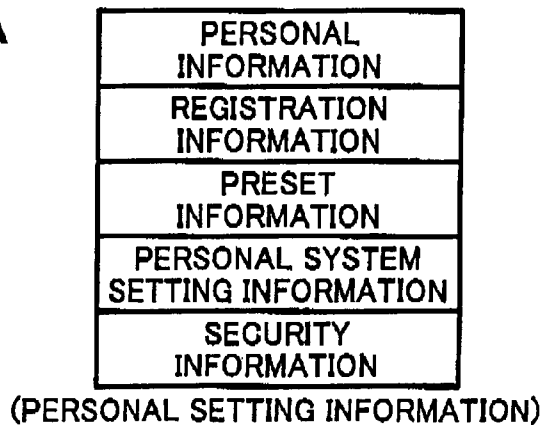 A
PERSONAL
INFORMATION
REGISTRATION
INFORMATION
PRESET
INFORMATION
PERSONAL SYSTEM
SETTING INFORMATION
SECURITY
INFORMATION
(PERSONAL SETTING INFORMATION)